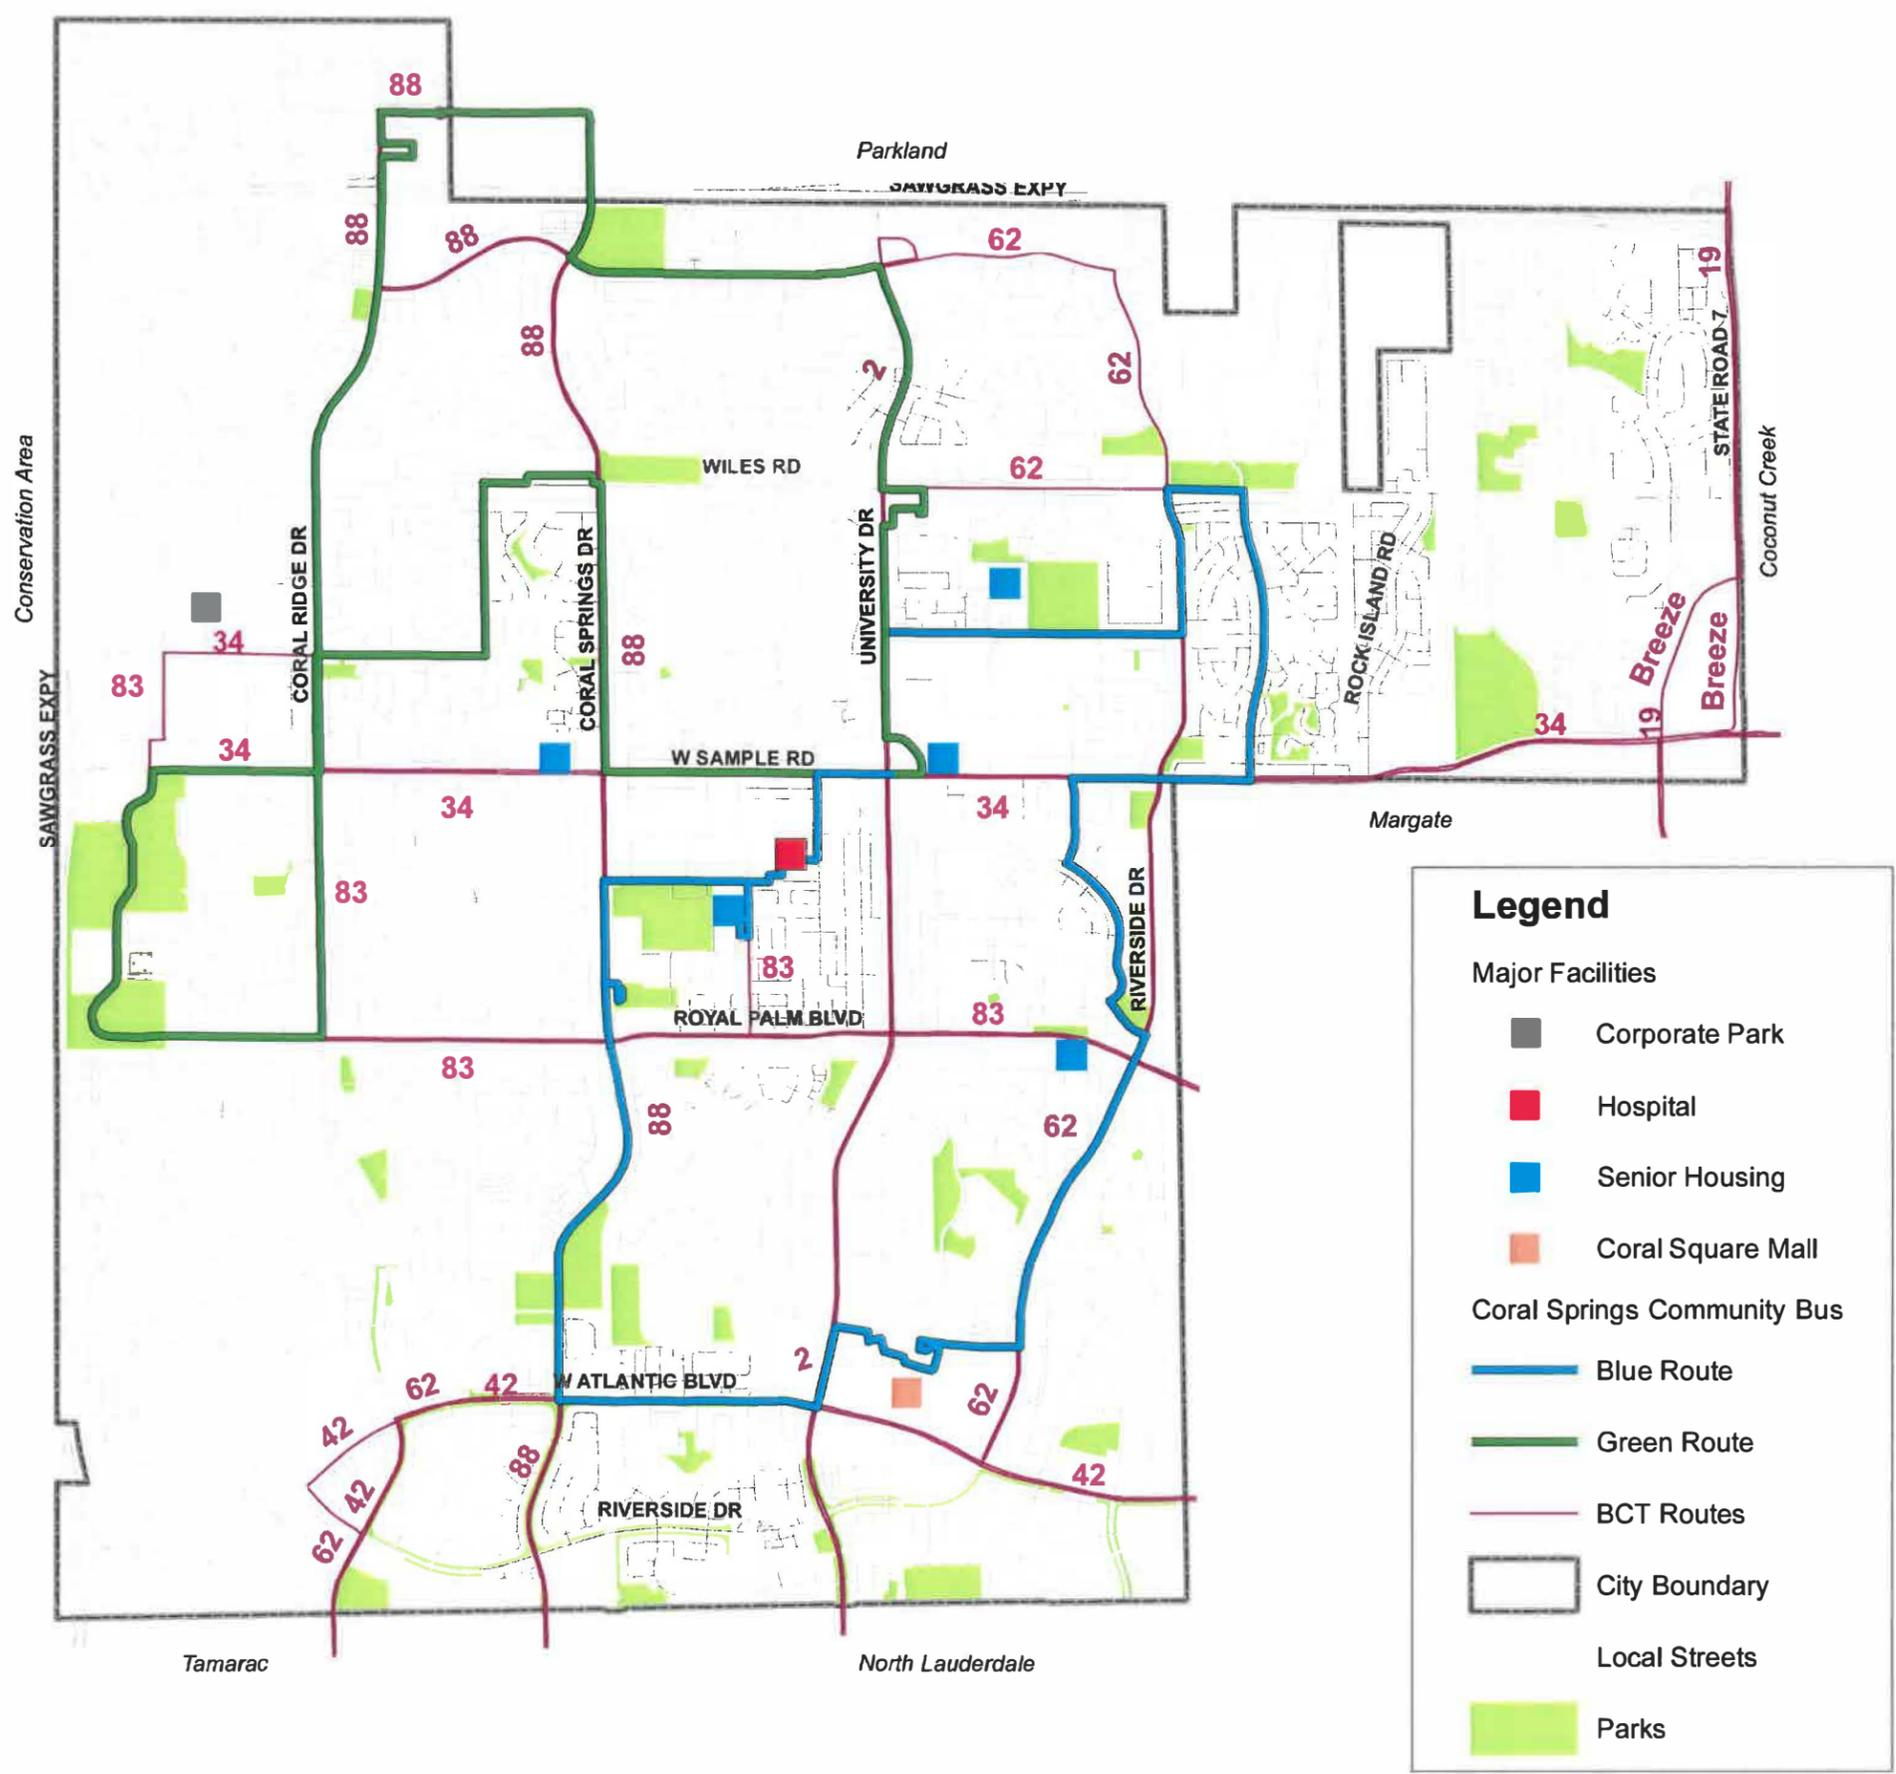 88
Parkland
SAWGRASS EXPY
88
88
62
19
88
2
62
STATE ROAD 7
WILES RD
62
Conservation Area
Coconut Creek
CORAL RIDGE DR
CORAL SPRINGS DR
UNIVERSITY DR
ROCK ISLAND RD
34
88
Breeze
Breeze
83
SAWGRASS EXPY
34
W SAMPLE RD
34
19
34
34
Margate
83
RIVERSIDE DR
83
ROYAL PALM BLVD
83
83
88
62
2
62
42
W ATLANTIC BLVD
62
42
88
42
42
RIVERSIDE DR
62
Tamarac
North Lauderdale
Legend
Major Facilities
Corporate Park
Hospital
Senior Housing
Coral Square Mall
Coral Springs Community Bus
Blue Route
Green Route
BCT Routes
City Boundary
Local Streets
Parks